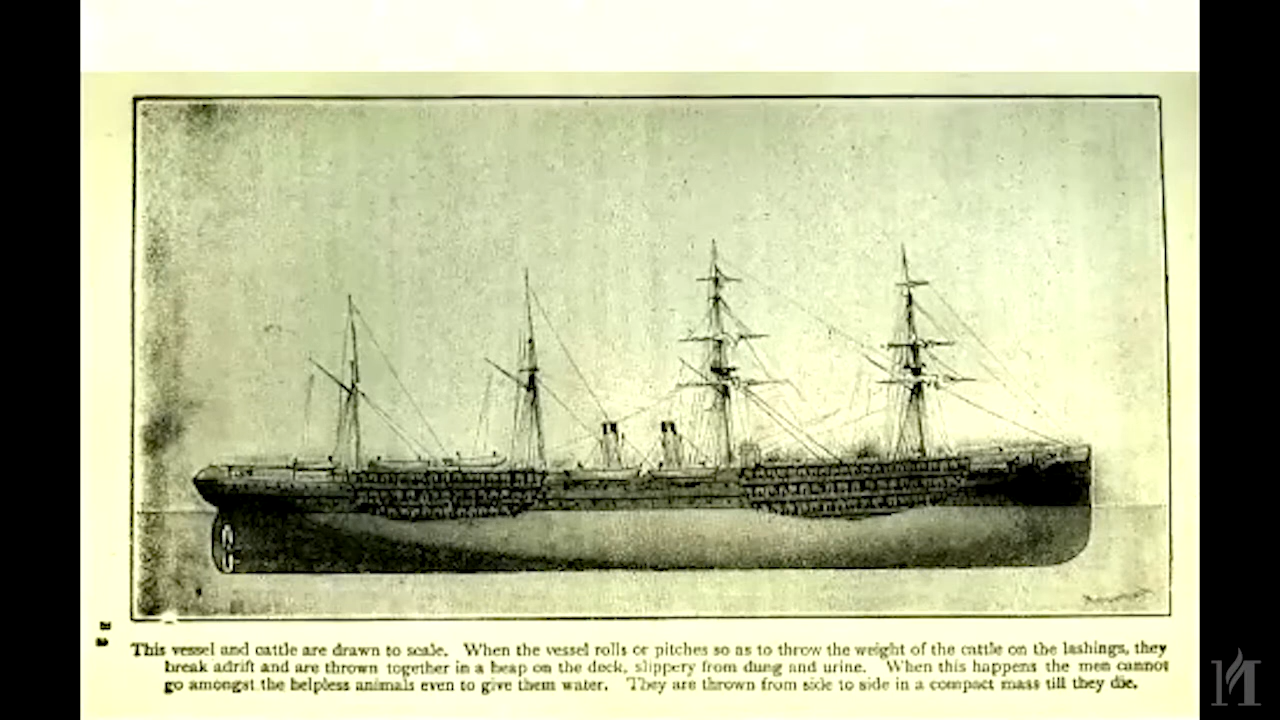 This vessel and cattle are drawn to scale. When the vessel rolls or pitches so as to throw the weight of the cattle on the lashings, they
break adrift and are thrown together in a heap on the deck, slippery from dung and urine. When this happens the men cannot
go amongst the helpless animals even to give them water. They are thrown from side to side in a compact mass till they die.